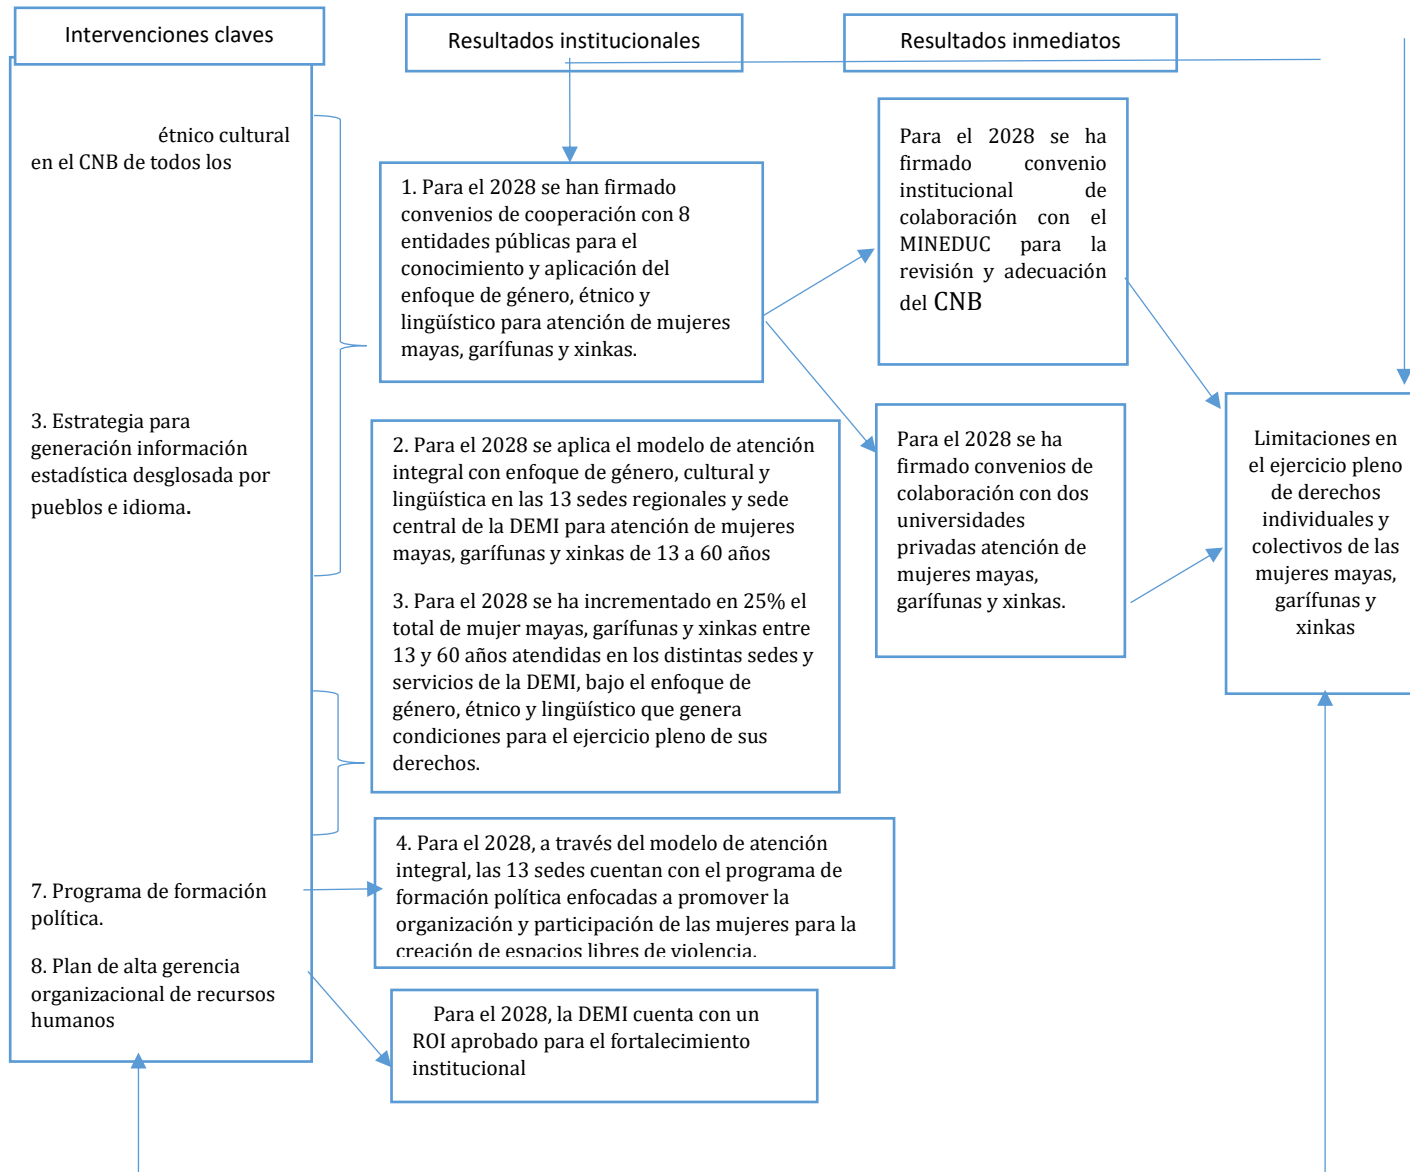 Intervenciones claves
Resultados institucionales
Resultados inmediatos
étnico cultural
en el CNB de todos los
3. Estrategia para
generación información
estadística desglosada por
pueblos e idioma.
7. Programa de formación
política.
8. Plan de alta gerencia
organizacional de recursos
humanos
1. Para el 2028 se han firmado
convenios de cooperación con 8
entidades públicas para el
conocimiento y aplicación del
enfoque de género, étnico y
lingüístico para atención de mujeres
mayas, garífunas y xinkas.
2. Para el 2028 se aplica el modelo de atención
integral con enfoque de género, cultural y
lingüística en las 13 sedes regionales y sede
central de la DEMI para atención de mujeres
mayas, garífunas y xinkas de 13 a 60 años
3. Para el 2028 se ha incrementado en 25% el
total de mujer mayas, garífunas y xinkas entre
13 y 60 años atendidas en los distintas sedes y
servicios de la DEMI, bajo el enfoque de
género, étnico y lingüístico que genera
condiciones para el ejercicio pleno de sus
derechos.
4. Para el 2028, a través del modelo de atención
integral, las 13 sedes cuentan con el programa de
formación política enfocadas a promover la
organización y participación de las mujeres para la
creación de espacios libres de violencia.
Para el 2028, la DEMI cuenta con un
ROI aprobado para el fortalecimiento
institucional
Para el 2028 se ha
firmado convenio
institucional de
colaboración con el
MINEDUC para la
revisión y adecuación
del CNB
Para el 2028 se ha
firmado convenios de
colaboración con dos
universidades
privadas atención de
mujeres mayas,
garífunas y xinkas.
Limitaciones en
el ejercicio pleno
de derechos
individuales y
colectivos de las
mujeres mayas,
garífunas y
xinkas